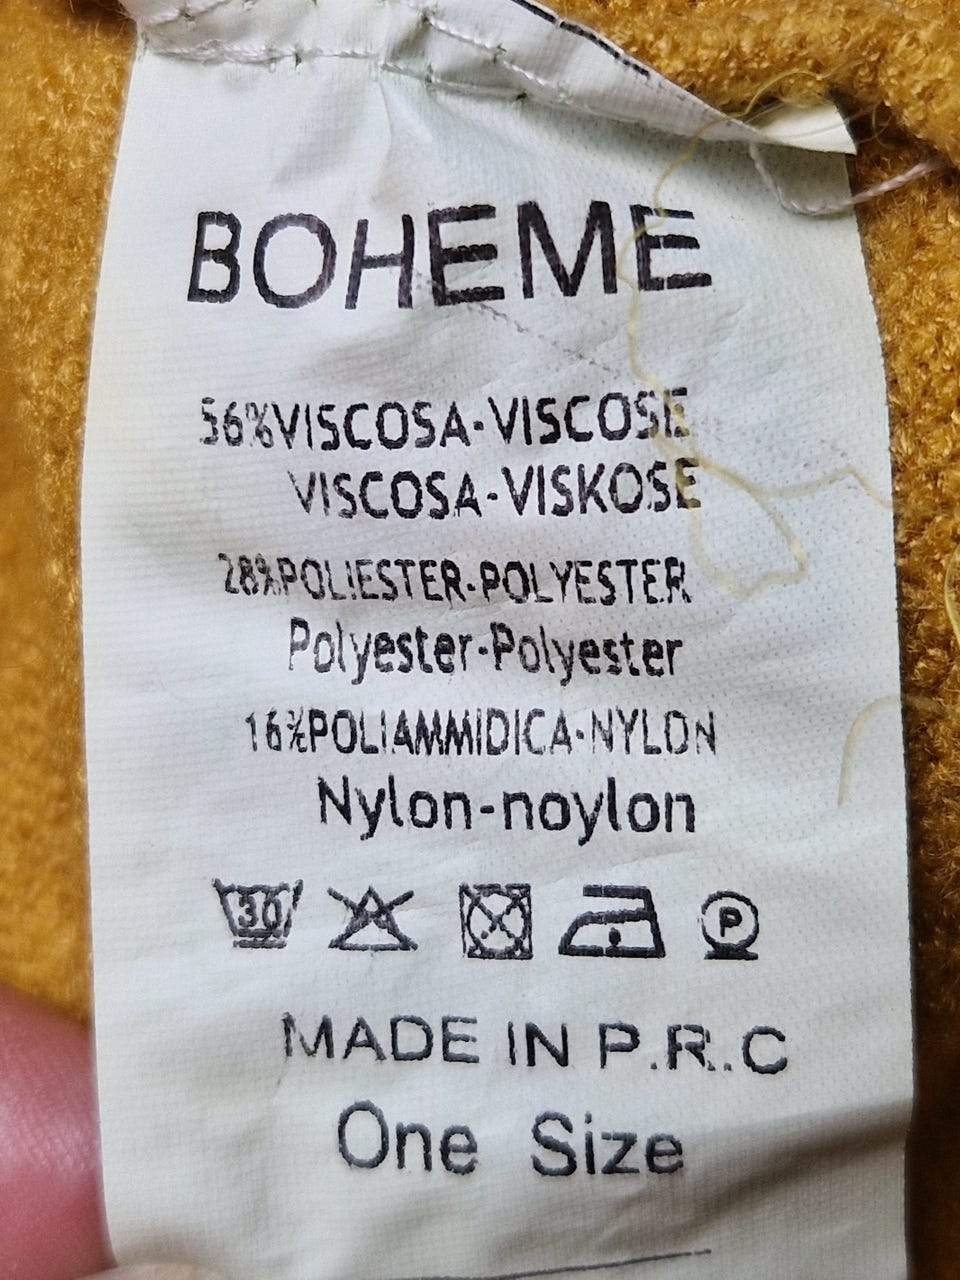 BOHEME
56%VISCOSA-VISCOSE
VISCOSA-VISKOSE
28%POLIESTER-POLYESTER
Polyester-Polyester
16%POLIAMMIDICA-NYLON
Nylon-noylon
30
P
MADE IN P.R.C
One Size